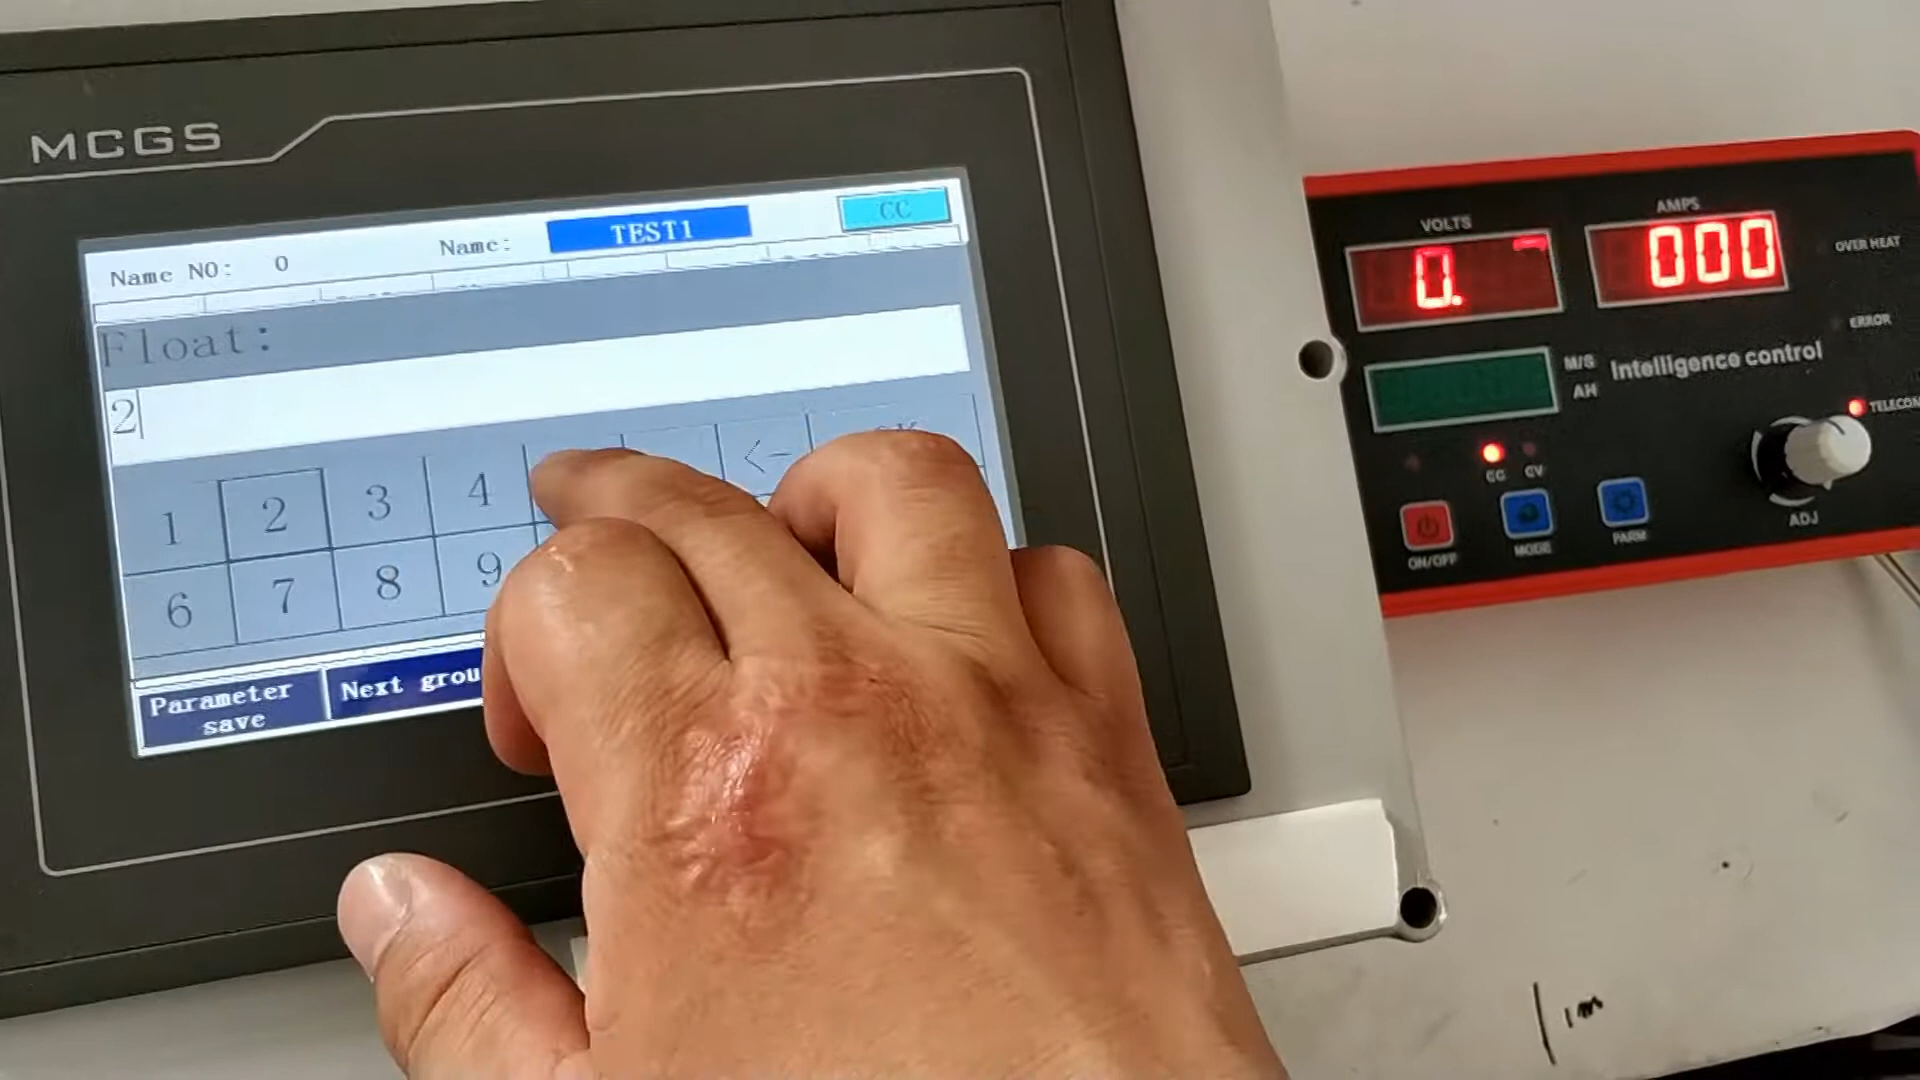 MCGS
Name NO: 0 Name: TEST1 CC
Float:
2
1 2 3 4 <-
6 7 8 9
Parameter save
Next grou
VOLTS
0.
AMPS
000
OVER HEAT
ERROR
M/S
AH
Intelligence control
TELECON
CC CV
ON/OFF
MODE
PARM
ADJ
1m